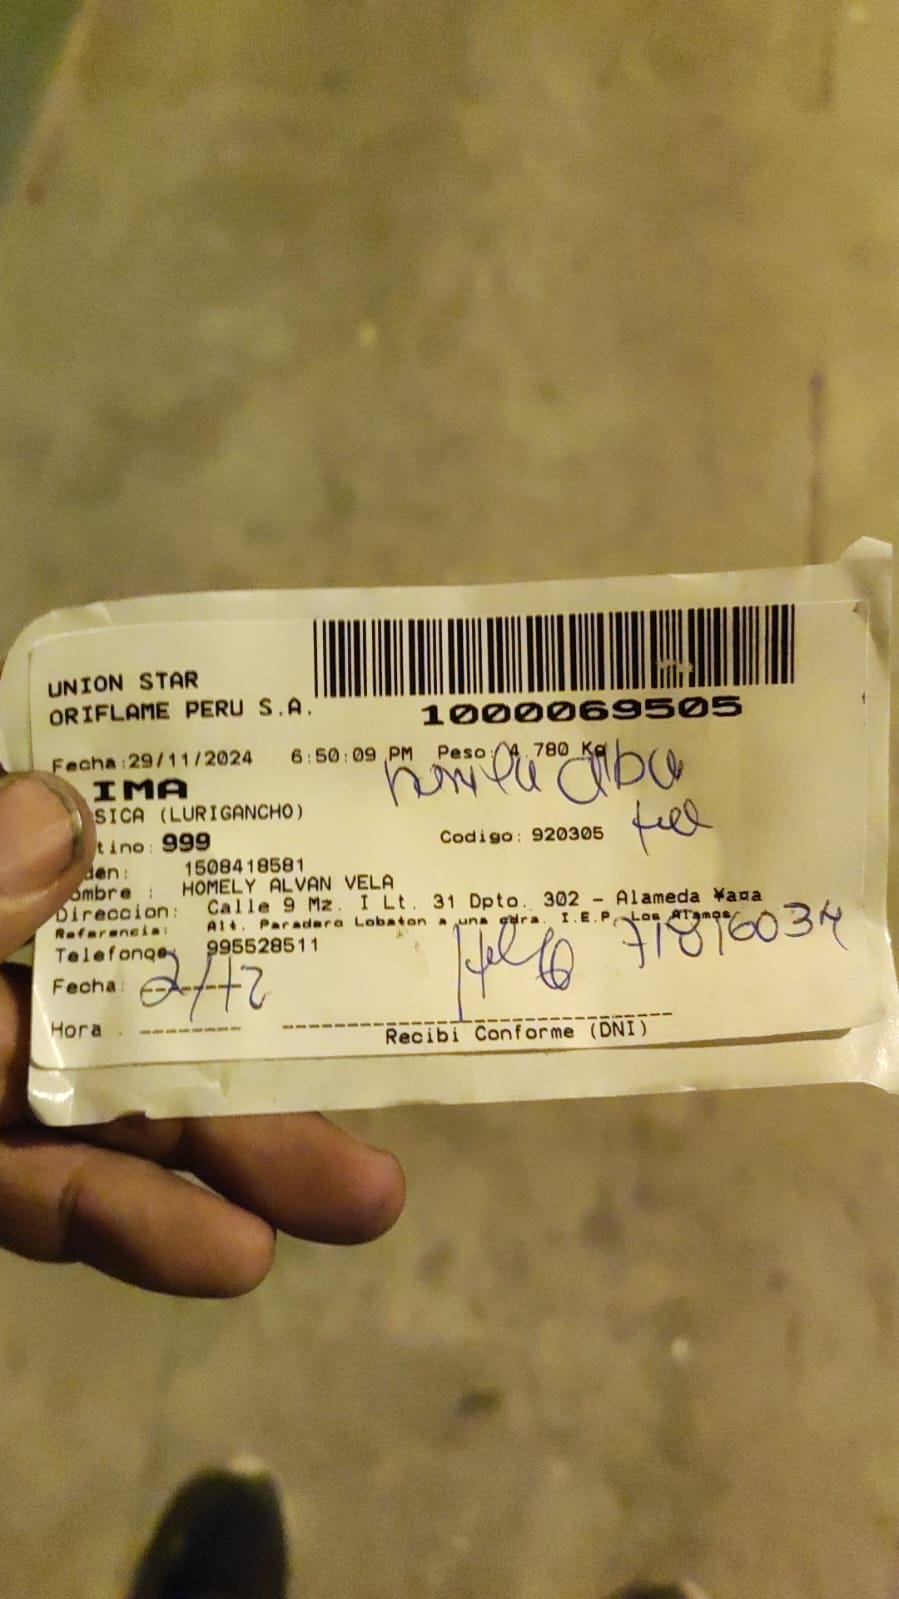 UNION STAR
ORIFLAME PERU S.A.
1000069505
Fecha:29/11/2024 6:50:09 PM Peso: 4.780 Kg
IMA
SICA (LURIGANCHO)
tino: 999 Codigo: 920305
den: 1508418581
ombre : HOMELY ALVAN VELA
Direccion: Calle 9 Mz. I Lt. 31 Dpto. 302 - Alameda ¥aña
Referencia: Alt. Paradero Lobaton a una cdra. I.E.P. Los Alamos
Telefono: 995528511
Fecha: 2/12
Hora
Recibi Conforme (DNI)